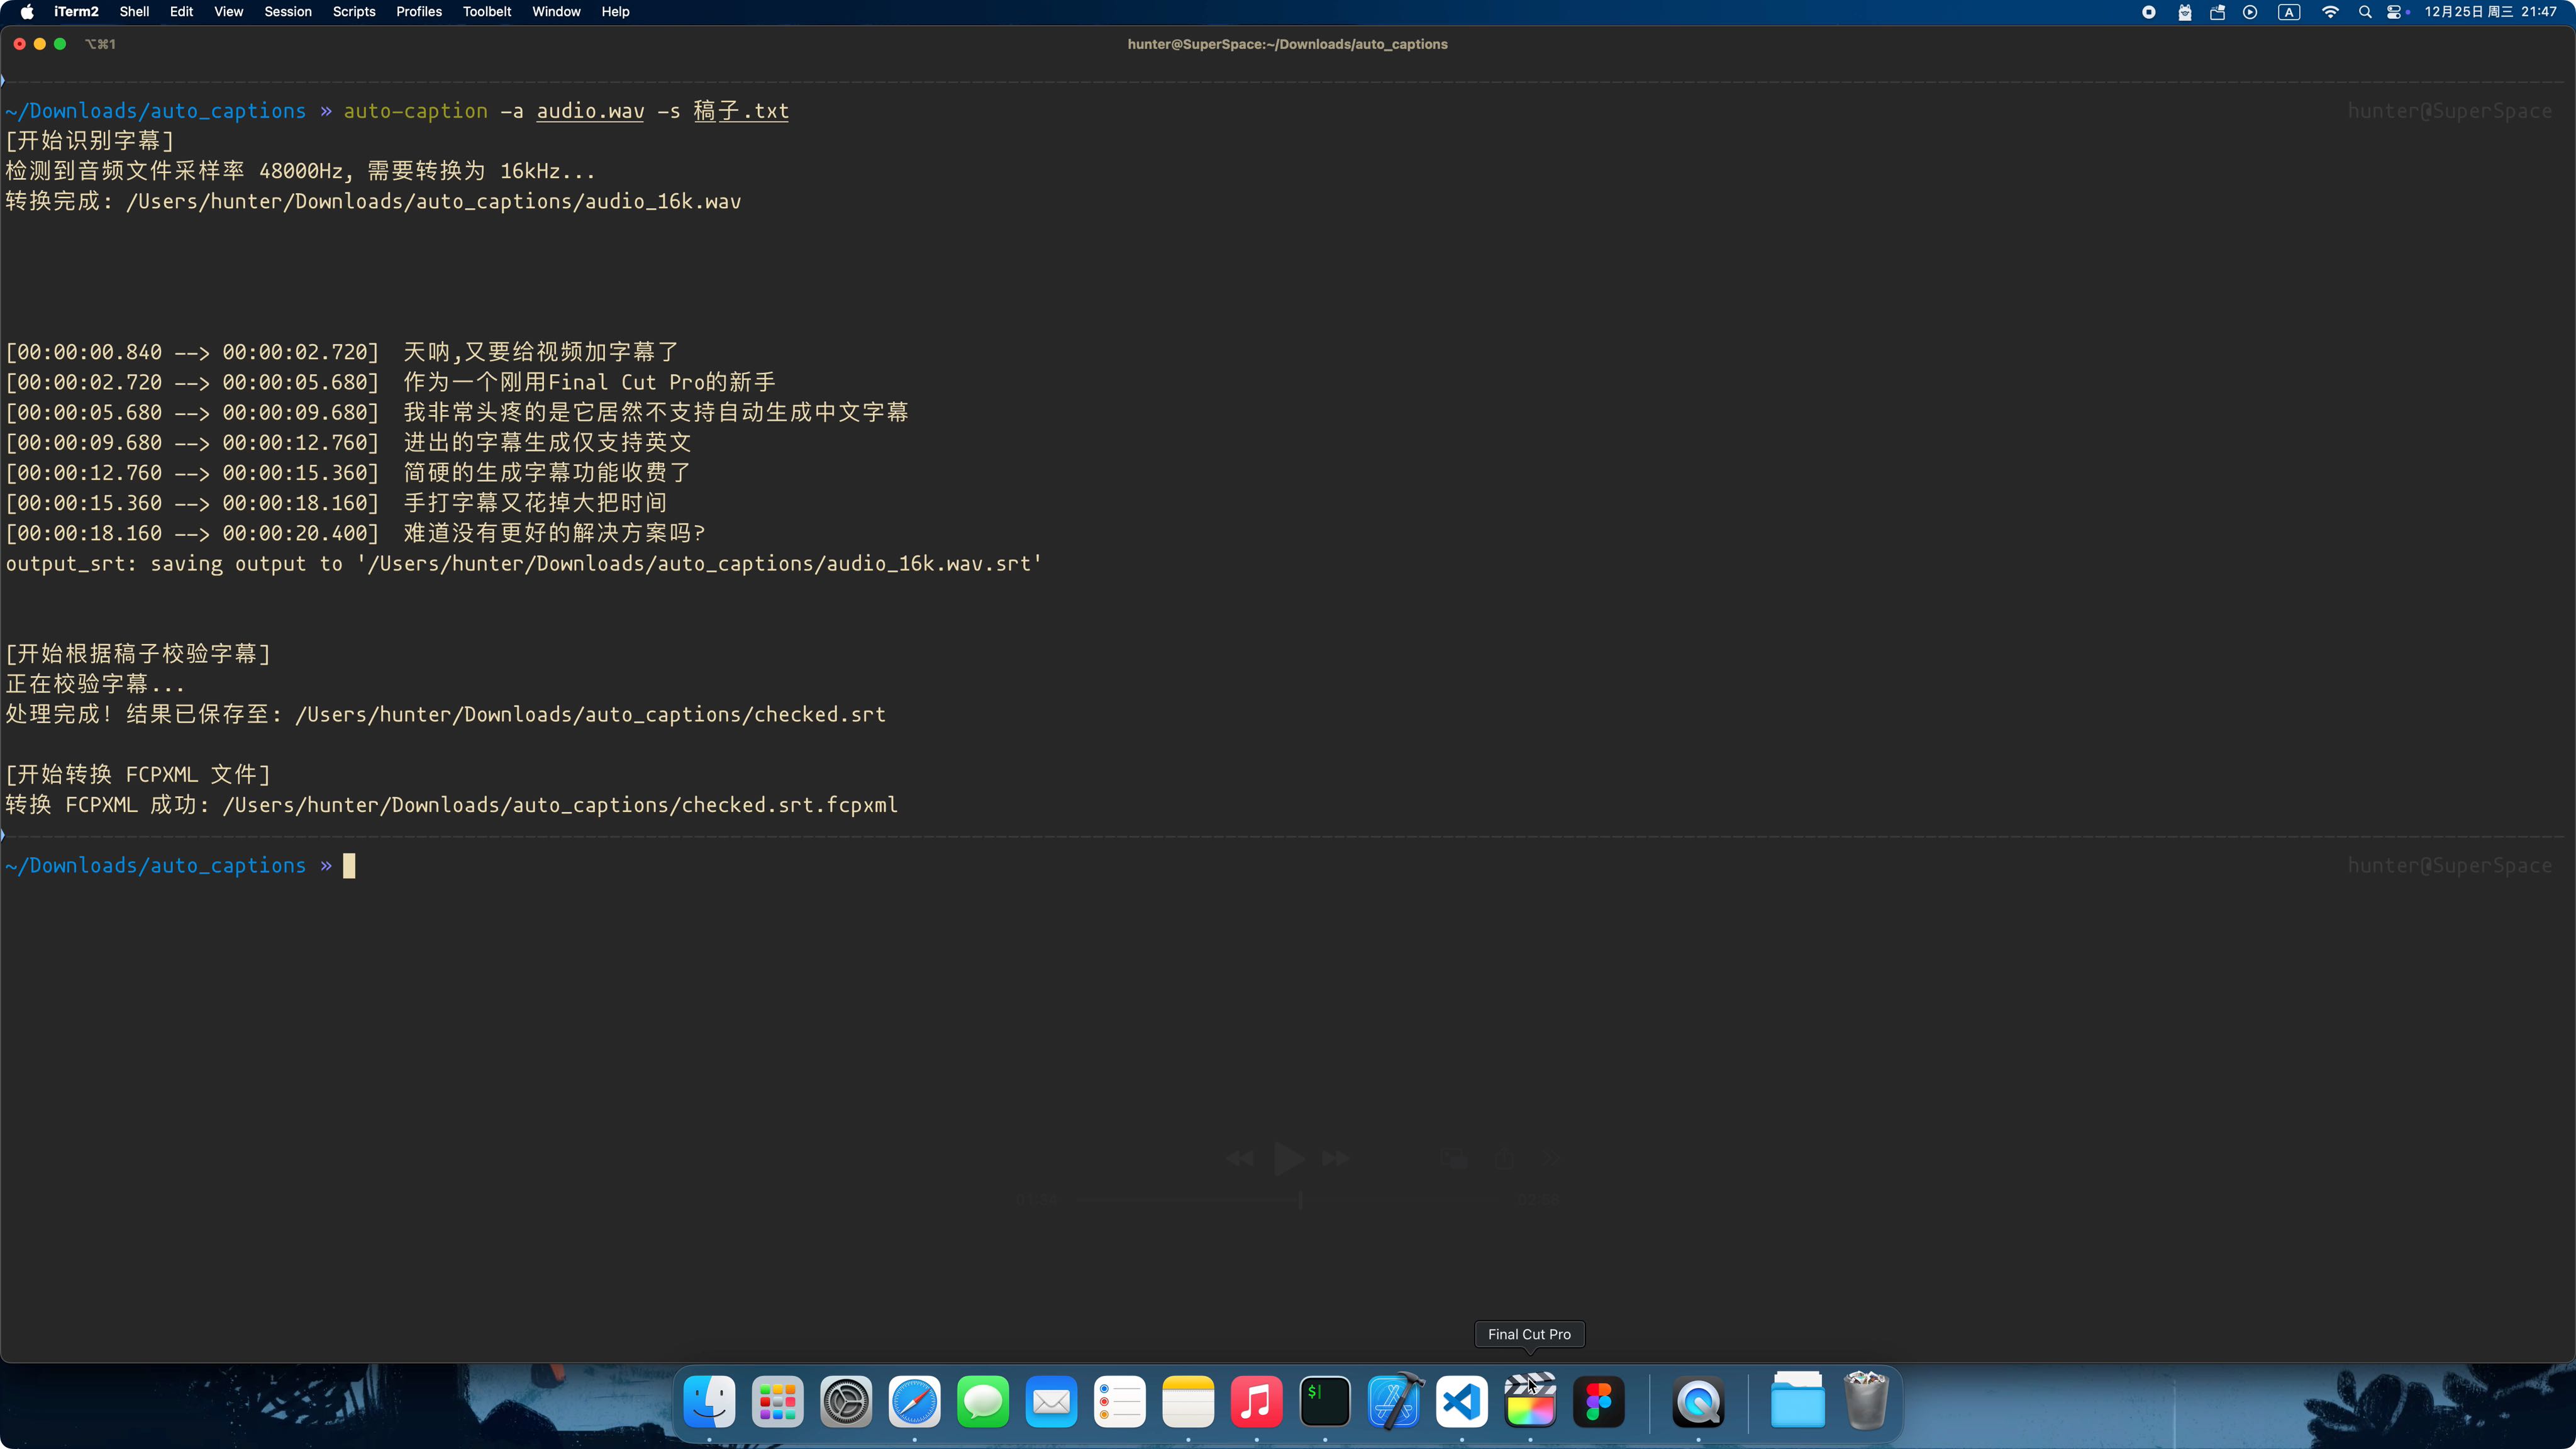 iTerm2 Shell Edit View Session Scripts Profiles Toolbelt Window Help A 12月25日 周三 21:47
⌥⌘1 hunter@SuperSpace:~/Downloads/auto_captions
~/Downloads/auto_captions » auto-caption -a audio.wav -s 稿子.txt hunter@SuperSpace
[开始识别字幕]
检测到音频文件采样率 48000Hz, 需要转换为 16kHz...
转换完成: /Users/hunter/Downloads/auto_captions/audio_16k.wav
[00:00:00.840 --> 00:00:02.720] 天呐,又要给视频加字幕了
[00:00:02.720 --> 00:00:05.680] 作为一个刚用Final Cut Pro的新手
[00:00:05.680 --> 00:00:09.680] 我非常头疼的是它居然不支持自动生成中文字幕
[00:00:09.680 --> 00:00:12.760] 进出的字幕生成仅支持英文
[00:00:12.760 --> 00:00:15.360] 简硬的生成字幕功能收费了
[00:00:15.360 --> 00:00:18.160] 手打字幕又花掉大把时间
[00:00:18.160 --> 00:00:20.400] 难道没有更好的解决方案吗?
output_srt: saving output to '/Users/hunter/Downloads/auto_captions/audio_16k.wav.srt'
[开始根据稿子校验字幕]
正在校验字幕...
处理完成! 结果已保存至: /Users/hunter/Downloads/auto_captions/checked.srt
[开始转换 FCPXML 文件]
转换 FCPXML 成功: /Users/hunter/Downloads/auto_captions/checked.srt.fcpxml
~/Downloads/auto_captions » hunter@SuperSpace
Final Cut Pro
$